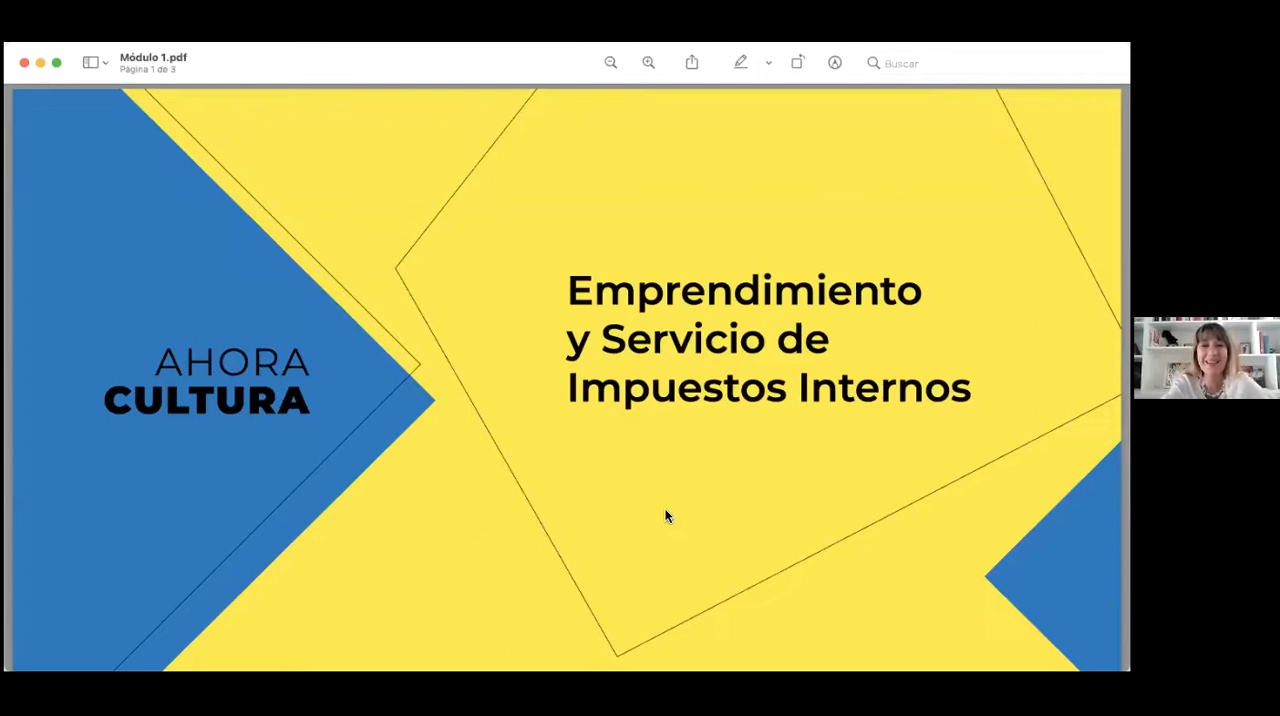 Módulo 1.pdf
Página 1 de 3
Buscar
AHORA
CULTURA
Emprendimiento
y Servicio de
Impuestos Internos